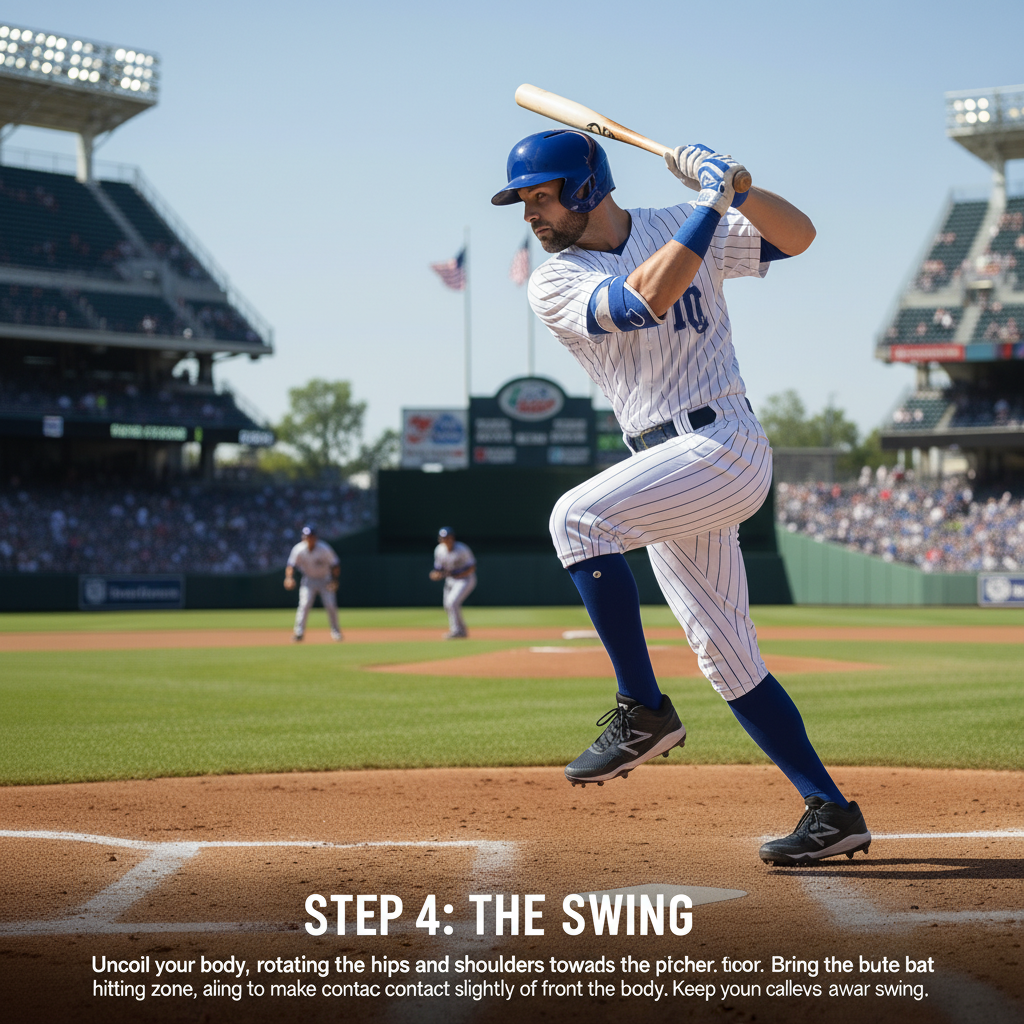 STEP 4: THE SWING
Uncoil your body, rotating the hips and shoulders towads the picher. ficor. Bring the bute bat
hitting zone, aling to make contac contact slightly of front the body. Keep youn callevs awar swing.